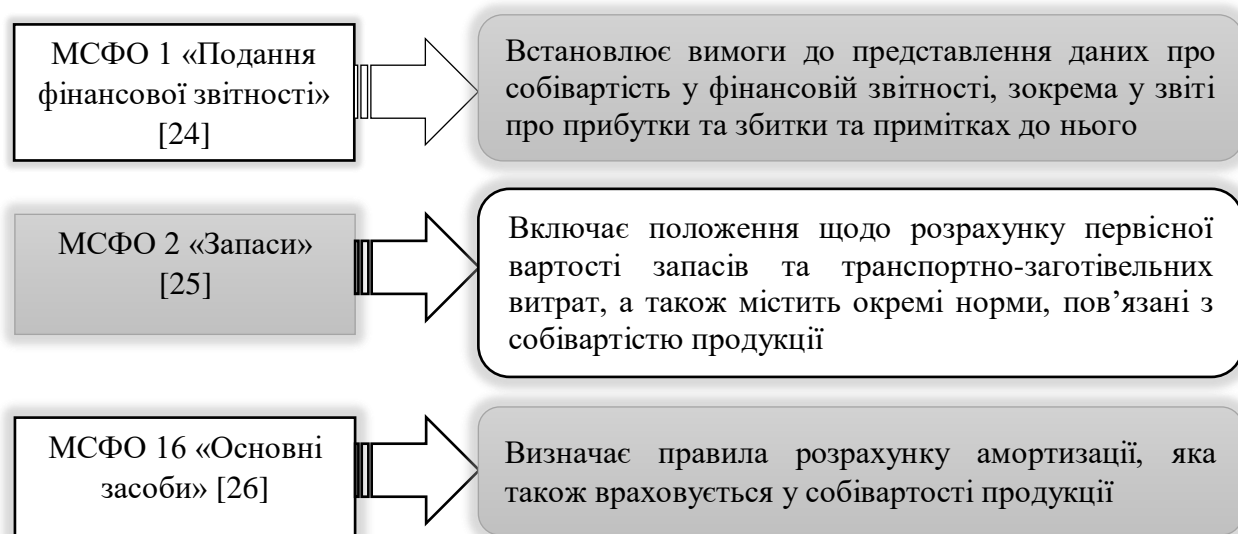 МСФО 1 «Подання
фінансової звітності»
[24]
Встановлює вимоги до представлення даних про
собівартість у фінансовій звітності, зокрема у звіті
про прибутки та збитки та примітках до нього
МСФО 2 «Запаси»
[25]
Включає положення щодо розрахунку первісної
вартості запасів та транспортно-заготівельних
витрат, а також містить окремі норми, пов’язані з
собівартістю продукції
МСФО 16 «Основні
засоби» [26]
Визначає правила розрахунку амортизації, яка
також враховується у собівартості продукції